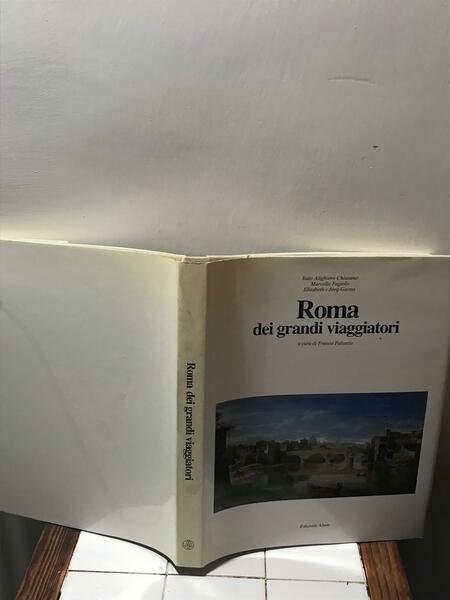 Italo Alighiero Chiusano
Marcello Fagiolo
Elisabeth e Jörg Garms
Roma
dei grandi viaggiatori
a cura di Franco Paloscia
Edizioni Abete
Roma dei grandi viaggiatori